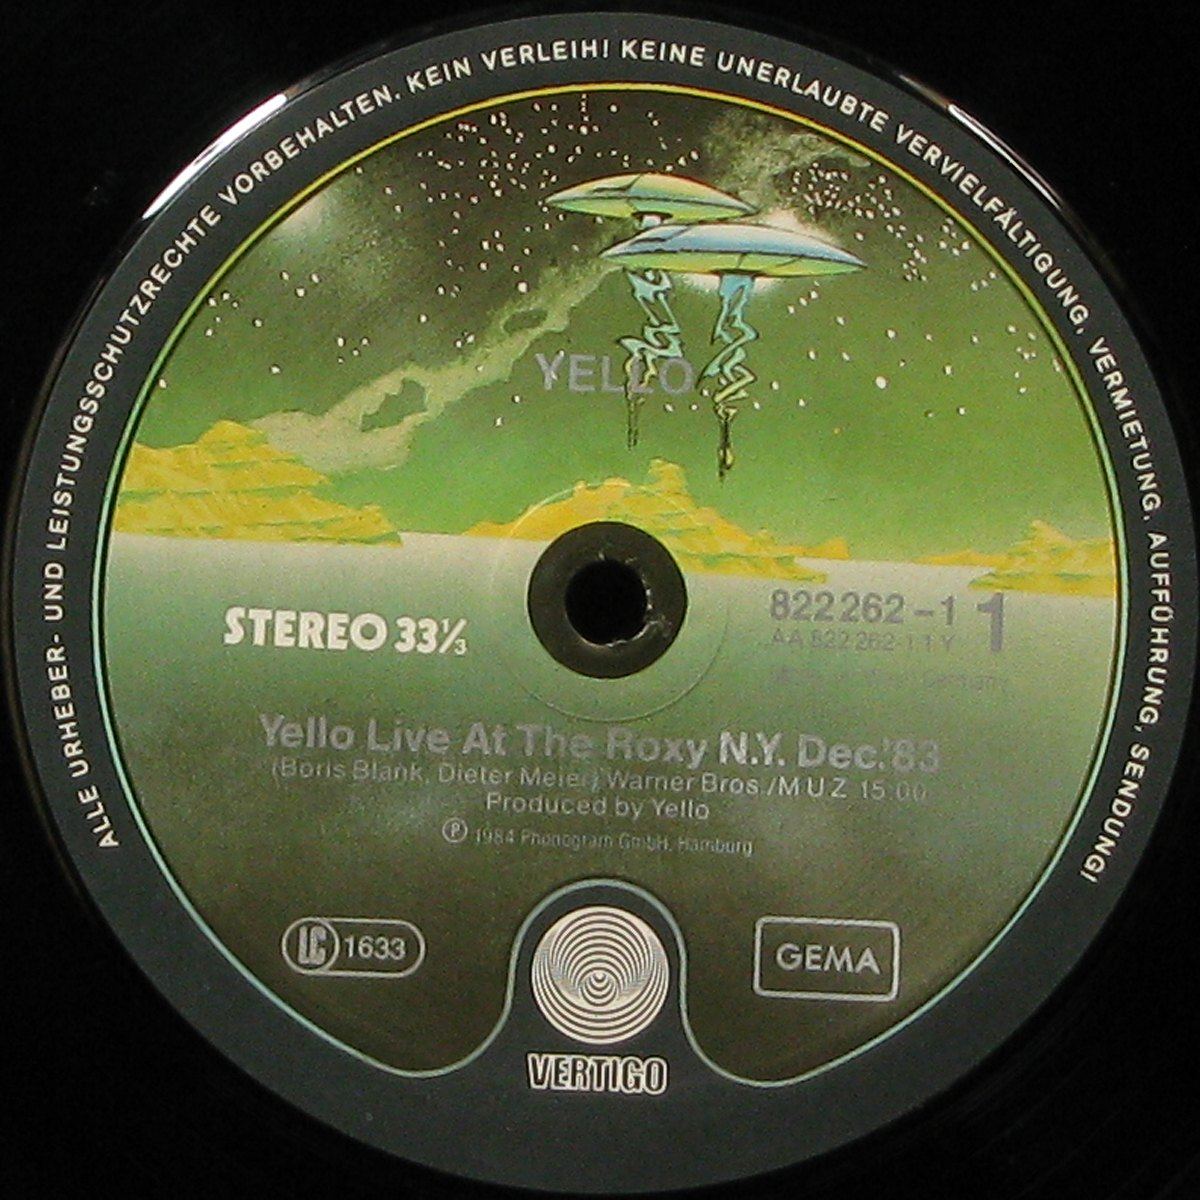 ALLE URHEBER- UND LEISTUNGSSCHUTZRECHTE VORBEHALTEN. KEIN VERLEIH! KEINE UNERLAUBTE VERVIELFÄLTIGUNG, VERMIETUNG, AUFFÜHRUNG, SENDUNG!
YELLO
STEREO 33⅓
822 262 – 1 1
AA 822 262-1 1 Y
Germany
Yello Live At The Roxy N.Y. Dec.'83
(Boris Blank, Dieter Meier) Warner Bros./M U Z 15:00
Produced by Yello
℗ 1984 Phonogram GmbH, Hamburg
LC 1633
GEMA
VERTIGO